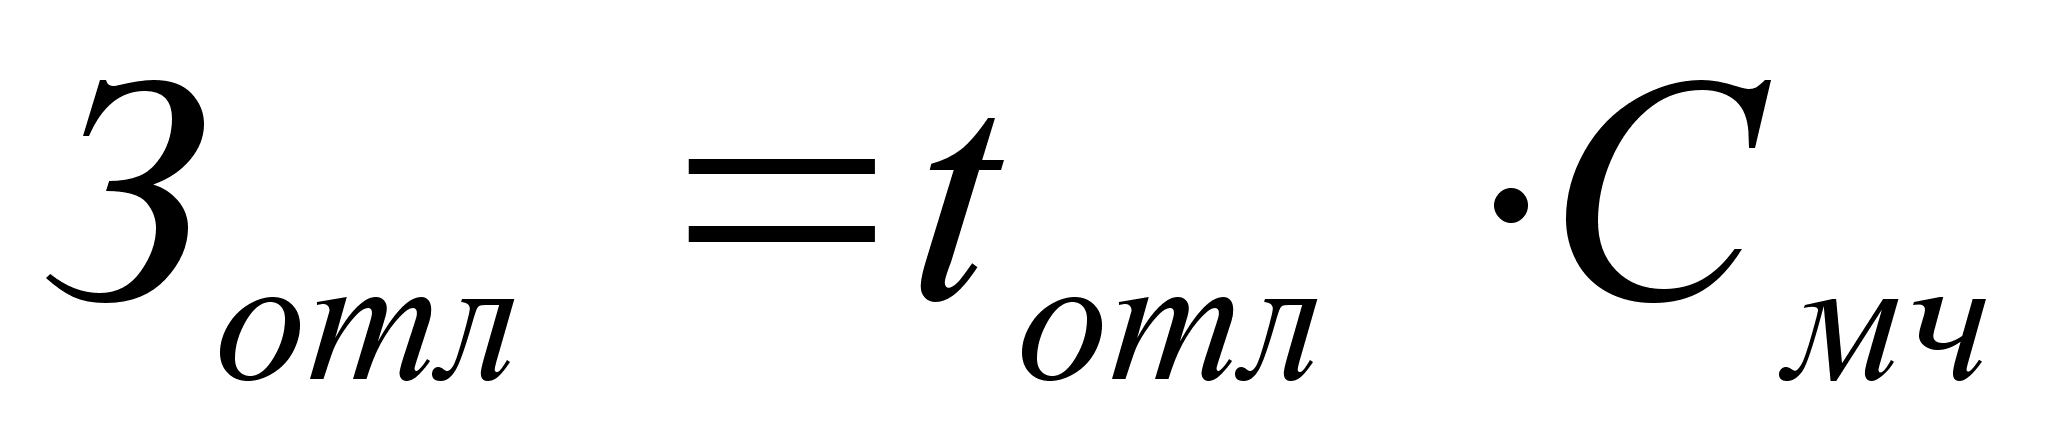 З_отл = t_отл · С_мч